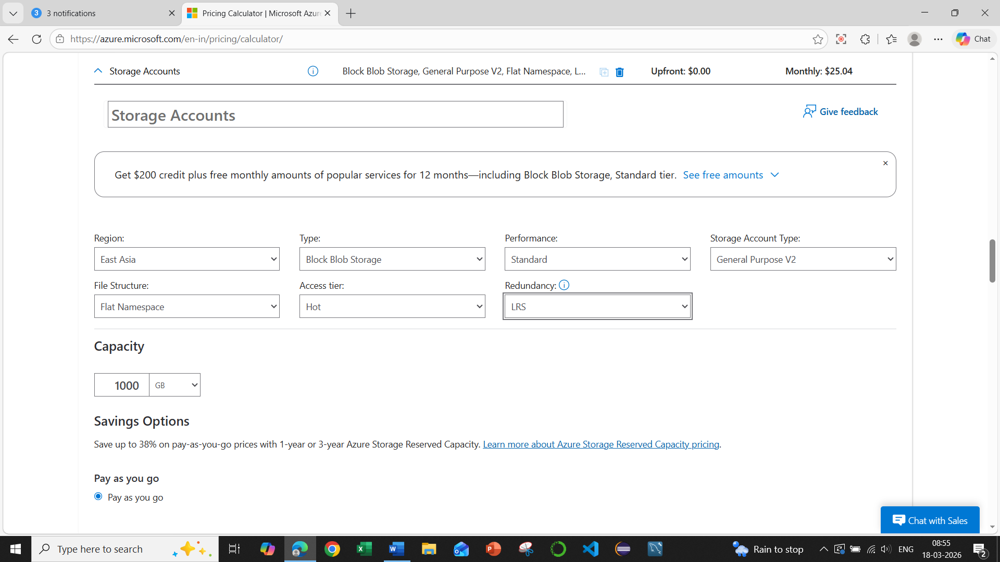 3 notifications
Pricing Calculator | Microsoft Azure
https://azure.microsoft.com/en-in/pricing/calculator/
Chat
Storage Accounts
Block Blob Storage, General Purpose V2, Flat Namespace, L...
Upfront: $0.00
Monthly: $25.04
Storage Accounts
Give feedback
Get $200 credit plus free monthly amounts of popular services for 12 months—including Block Blob Storage, Standard tier. See free amounts
Region:
Type:
Performance:
Storage Account Type:
East Asia
Block Blob Storage
Standard
General Purpose V2
File Structure:
Access tier:
Redundancy:
Flat Namespace
Hot
LRS
Capacity
1000
GB
Savings Options
Save up to 38% on pay-as-you-go prices with 1-year or 3-year Azure Storage Reserved Capacity. Learn more about Azure Storage Reserved Capacity pricing.
Pay as you go
Pay as you go
Chat with Sales
Type here to search
Rain to stop
ENG
08:55
18-03-2026
2